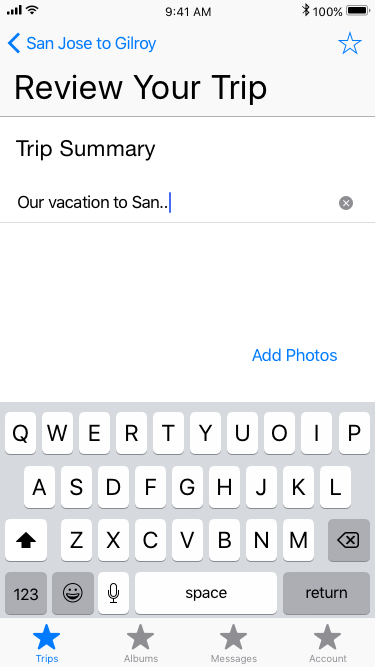 9:41 AM 100%
San Jose to Gilroy
Review Your Trip
Trip Summary
Our vacation to San..
Add Photos
Q W E R T Y U O I P
A S D F G H J K L
Z X C V B N M
123 space return
Trips Albums Messages Account